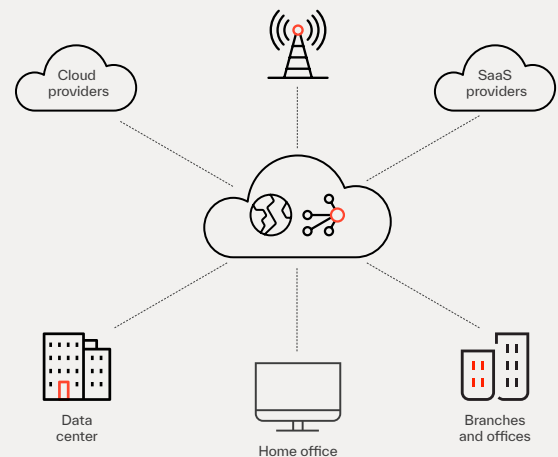 Cloud
providers
SaaS
providers
Data
center
Home office
Branches
and offices